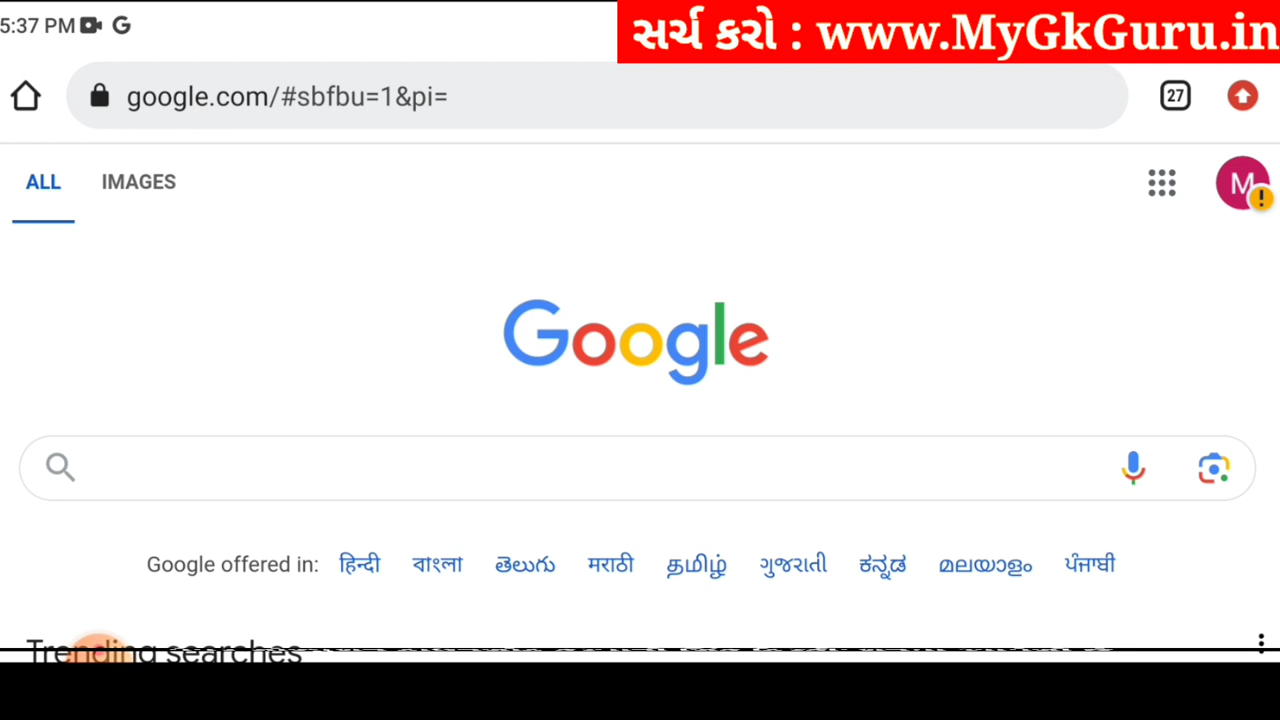 5:37 PM G
સર્ચ કરો : www.MyGkGuru.in
google.com/#sbfbu=1&pi=
27
ALL IMAGES
M
Google
Google offered in: हिन्दी বাংলা తెలుగు मराठी தமிழ் ગુજરાતી ಕನ್ನಡ മലയാളം ਪੰਜਾਬੀ
Trending searches